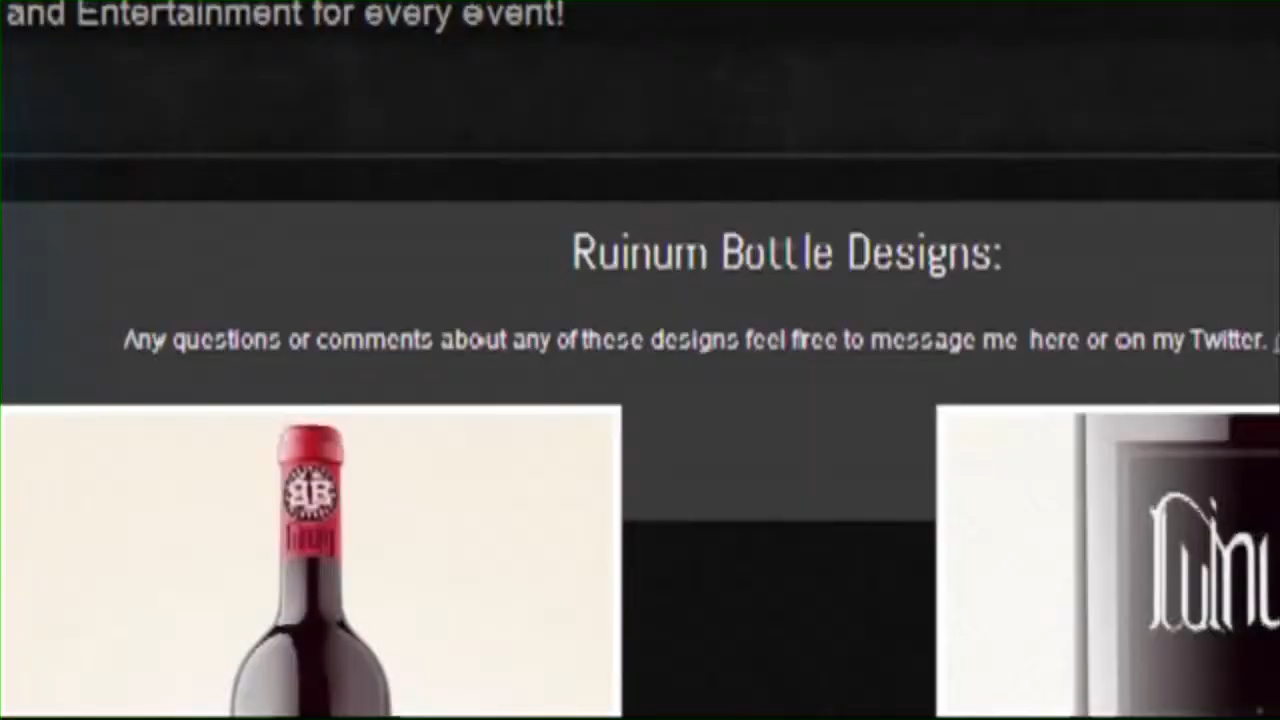 and Entertainment for every event!
Ruinum Bottle Designs:
Any questions or comments about any of these designs feel free to message me here or on my Twitter.